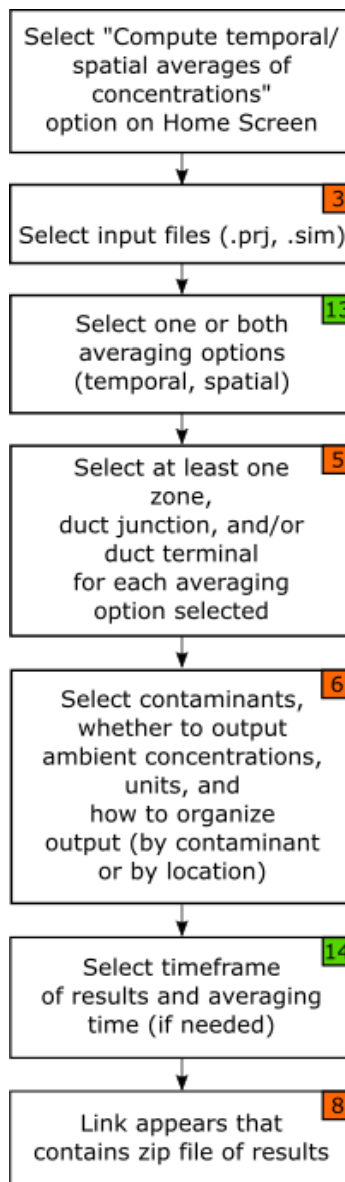 Select "Compute temporal/
spatial averages of
concentrations"
option on Home Screen
3
Select input files (.prj, .sim)
13
Select one or both
averaging options
(temporal, spatial)
5
Select at least one
zone,
duct junction, and/or
duct terminal
for each averaging
option selected
6
Select contaminants,
whether to output
ambient concentrations,
units, and
how to organize
output (by contaminant
or by location)
14
Select timeframe
of results and averaging
time (if needed)
8
Link appears that
contains zip file of results